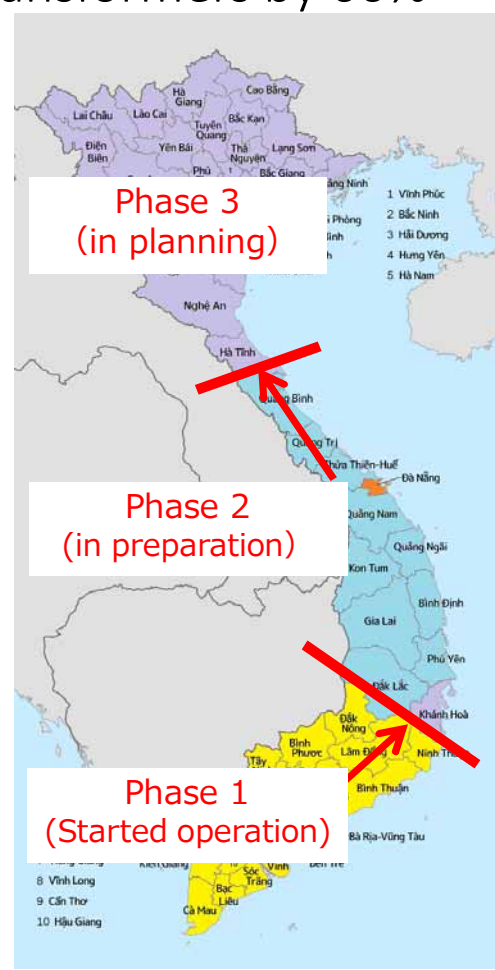 Cao Bằng
Hà
Giang
Lai Châu
Lào Cai
Tuyên
Quang
Bắc Kạn
Điện
Biên
Yên Bái
Thá
Nguyên
Lạng Sơn
Phú
Bắc Giang
Phase 3
(in planning)
1 Vĩnh Phúc
2 Bắc Ninh
3 Hải Dương
4 Hưng Yên
5 Hà Nam
Nghệ An
Hà Tĩnh
Quảng Bình
Quảng Trị
Thừa Thiên-Huế
Đà Nẵng
Phase 2
(in preparation)
Quảng Nam
Quảng Ngãi
Kon Tum
Bình Định
Gia Lai
Phú Yên
Đắk Lắc
Khánh Hoà
Đắk
Nông
Bình
Phước
Lâm Đồng
Ninh Th
Tây
Bình Thuận
Phase 1
(Started operation)
Bà Rịa-Vũng Tàu
Kiên Giang
Bến Tre
8 Vĩnh Long
9 Cần Thơ
10 Hậu Giang
Sóc
Trăng
Vinh
Bạc
Liêu
Cà Mau